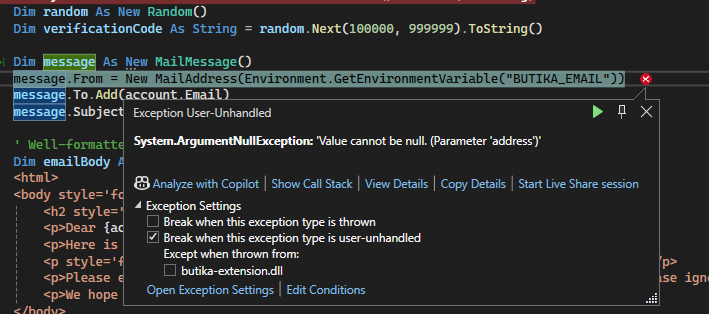 Dim random As New Random()
Dim verificationCode As String = random.Next(100000, 999999).ToString()
Dim message As New MailMessage()
message.From = New MailAddress(Environment.GetEnvironmentVariable("BUTIKA_EMAIL"))
message.To.Add(account.Email)
message.Subject
Exception User-Unhandled
System.ArgumentNullException: 'Value cannot be null. (Parameter 'address')'
' Well-formatte
Dim emailBody A
<html>
<body style='fo
Analyze with Copilot | Show Call Stack | View Details | Copy Details | Start Live Share session
<h2 style="
Exception Settings
<p>Dear {ac
Break when this exception type is thrown
<p>Here is
Break when this exception type is user-unhandled
Except when thrown from:
<p style='f
/p>
butika-extension.dll
<p>Please e
ase ignor
Open Exception Settings | Edit Conditions
<p>We hope
</body>